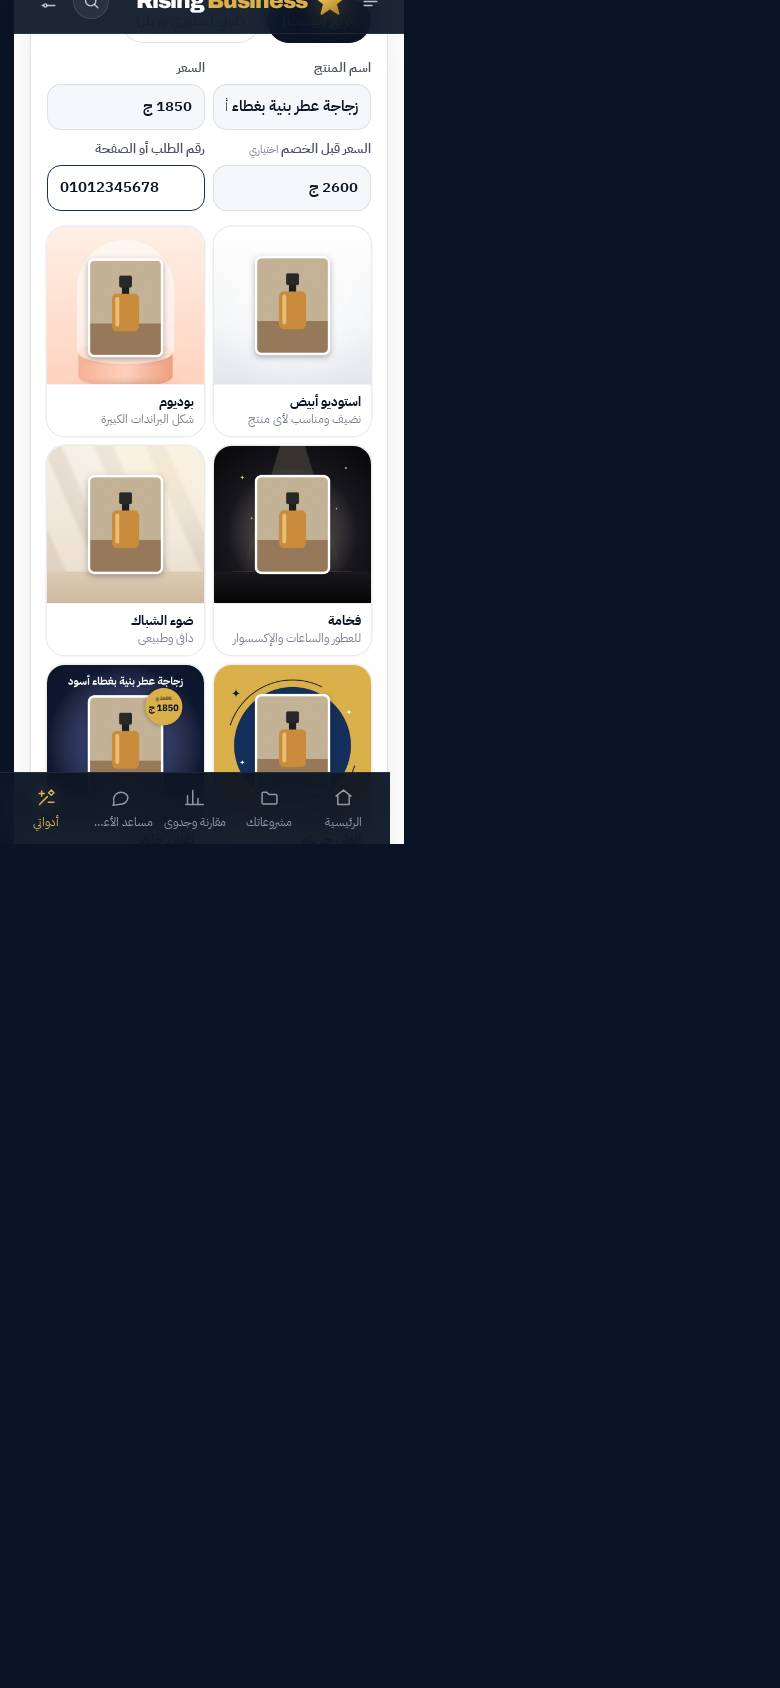 Rising Business
اسم المنتج
السعر
زجاجة عطر بنية بغطاء أ
1850 ج
السعر قبل الخصم اختياري
رقم الطلب أو الصفحة
2600 ج
01012345678
استوديو أبيض
نضيف ومناسب لأي منتج
بوديوم
شكل البراندات الكبيرة
فخامة
للعطور والساعات والإكسسوار
ضوء الشباك
دافي وطبيعي
زجاجة عطر بنية بغطاء أسود
1850 ج
الرئيسية
مشروعاتك
مقارنة وجدوى
مساعد الأع...
أدواتي